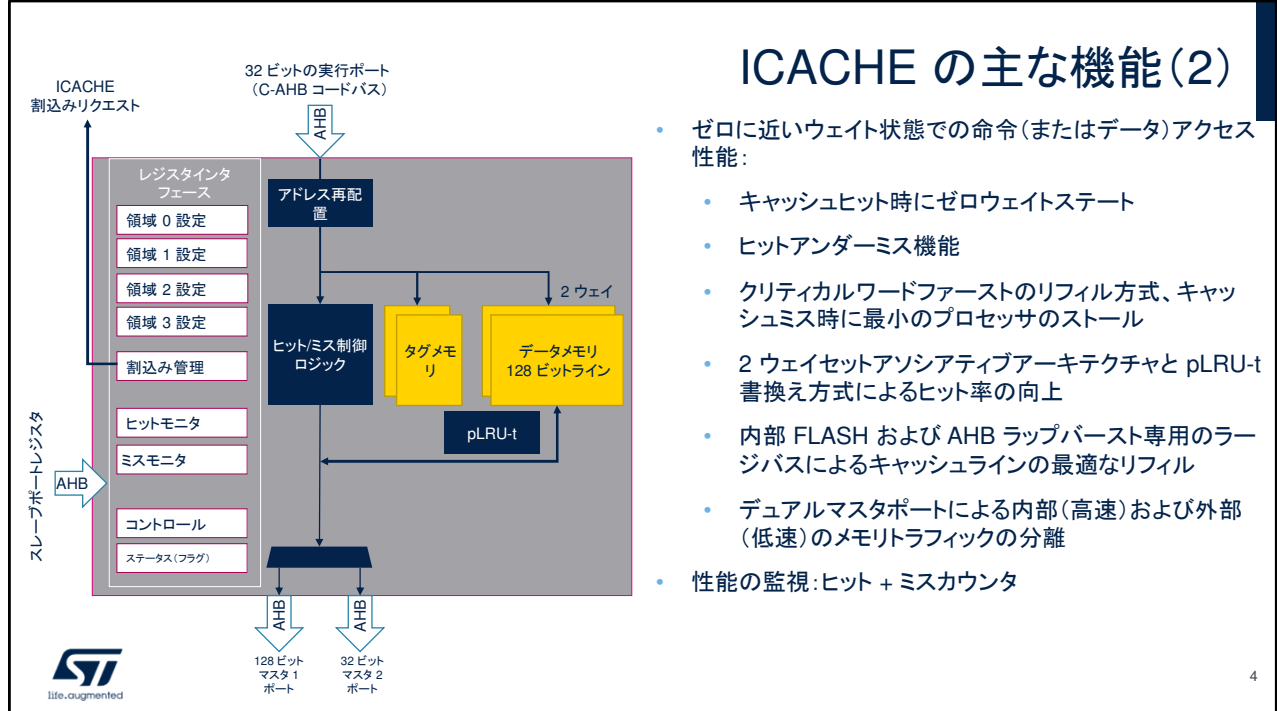 ICACHE の主な機能（2）
ICACHE
割込みリクエスト
32 ビットの実行ポート
（C-AHB コードバス）
AHB
レジスタインタ
フェース
領域 0 設定
領域 1 設定
領域 2 設定
領域 3 設定
割込み管理
ヒットモニタ
ミスモニタ
コントロール
ステータス（フラグ）
スレーブポートレジスタ
AHB
アドレス再配
置
ヒット/ミス制御
ロジック
タグメモ
リ
2 ウェイ
データメモリ
128 ビットライン
pLRU-t
AHB
AHB
128 ビット
マスタ 1
ポート
32 ビット
マスタ 2
ポート
• ゼロに近いウェイト状態での命令（またはデータ）アクセス
性能：
• キャッシュヒット時にゼロウェイトステート
• ヒットアンダーミス機能
• クリティカルワードファーストのリフィル方式、キャッ
シュミス時に最小のプロセッサのストール
• 2 ウェイセットアソシアティブアーキテクチャと pLRU-t
書換え方式によるヒット率の向上
• 内部 FLASH および AHB ラップバースト専用のラー
ジバスによるキャッシュラインの最適なリフィル
• デュアルマスタポートによる内部（高速）および外部
（低速）のメモリトラフィックの分離
• 性能の監視：ヒット + ミスカウンタ
ST
life.augmented
4